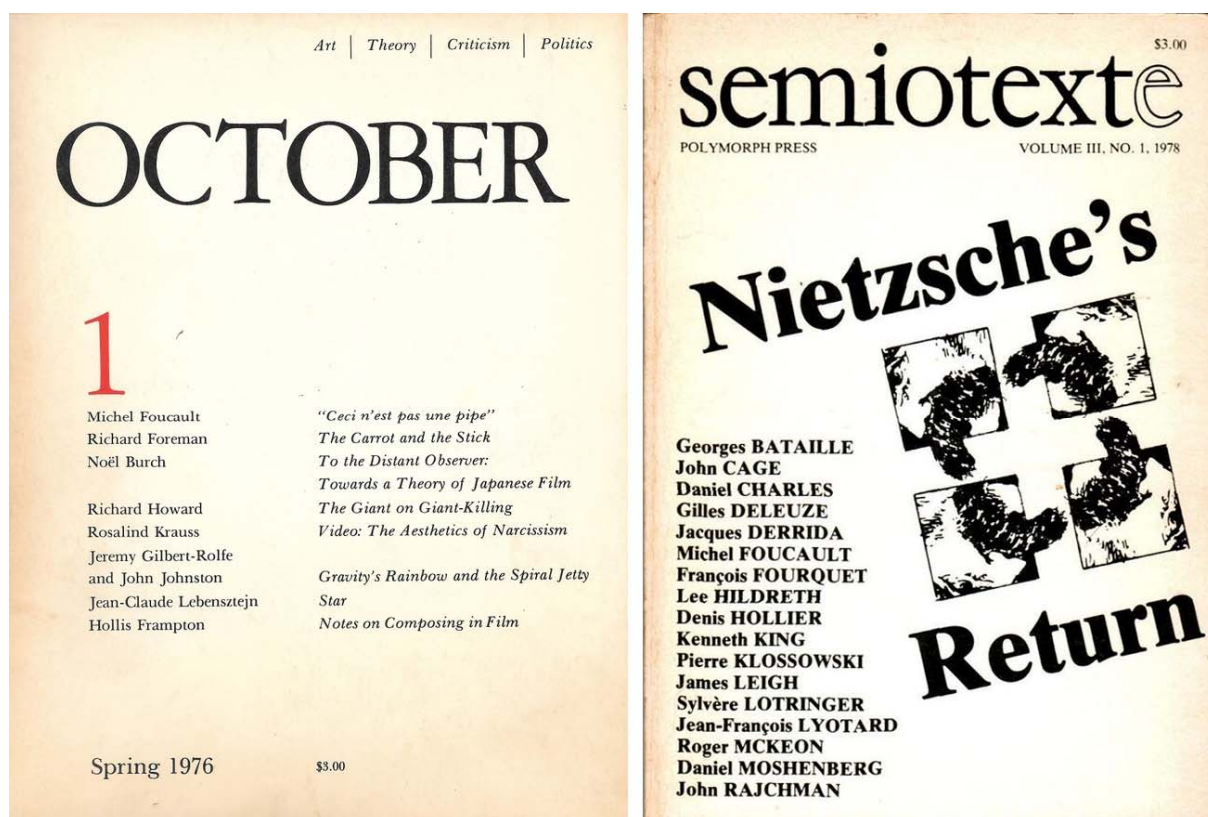 Art | Theory | Criticism | Politics
OCTOBER
1
Michel Foucault "Ceci n'est pas une pipe"
Richard Foreman The Carrot and the Stick
Noël Burch To the Distant Observer:
Towards a Theory of Japanese Film
Richard Howard The Giant on Giant-Killing
Rosalind Krauss Video: The Aesthetics of Narcissism
Jeremy Gilbert-Rolfe
and John Johnston Gravity's Rainbow and the Spiral Jetty
Jean-Claude Lebensztejn Star
Hollis Frampton Notes on Composing in Film
Spring 1976 $3.00
$3.00
semiotexte
POLYMORPH PRESS VOLUME III, NO. 1, 1978
Nietzsche's
Georges BATAILLE
John CAGE
Daniel CHARLES
Gilles DELEUZE
Jacques DERRIDA
Michel FOUCAULT
François FOURQUET
Lee HILDRETH
Denis HOLLIER
Kenneth KING
Pierre KLOSSOWSKI
James LEIGH
Sylvère LOTRINGER
Jean-François LYOTARD
Roger MCKEON
Daniel MOSHENBERG
John RAJCHMAN
Return